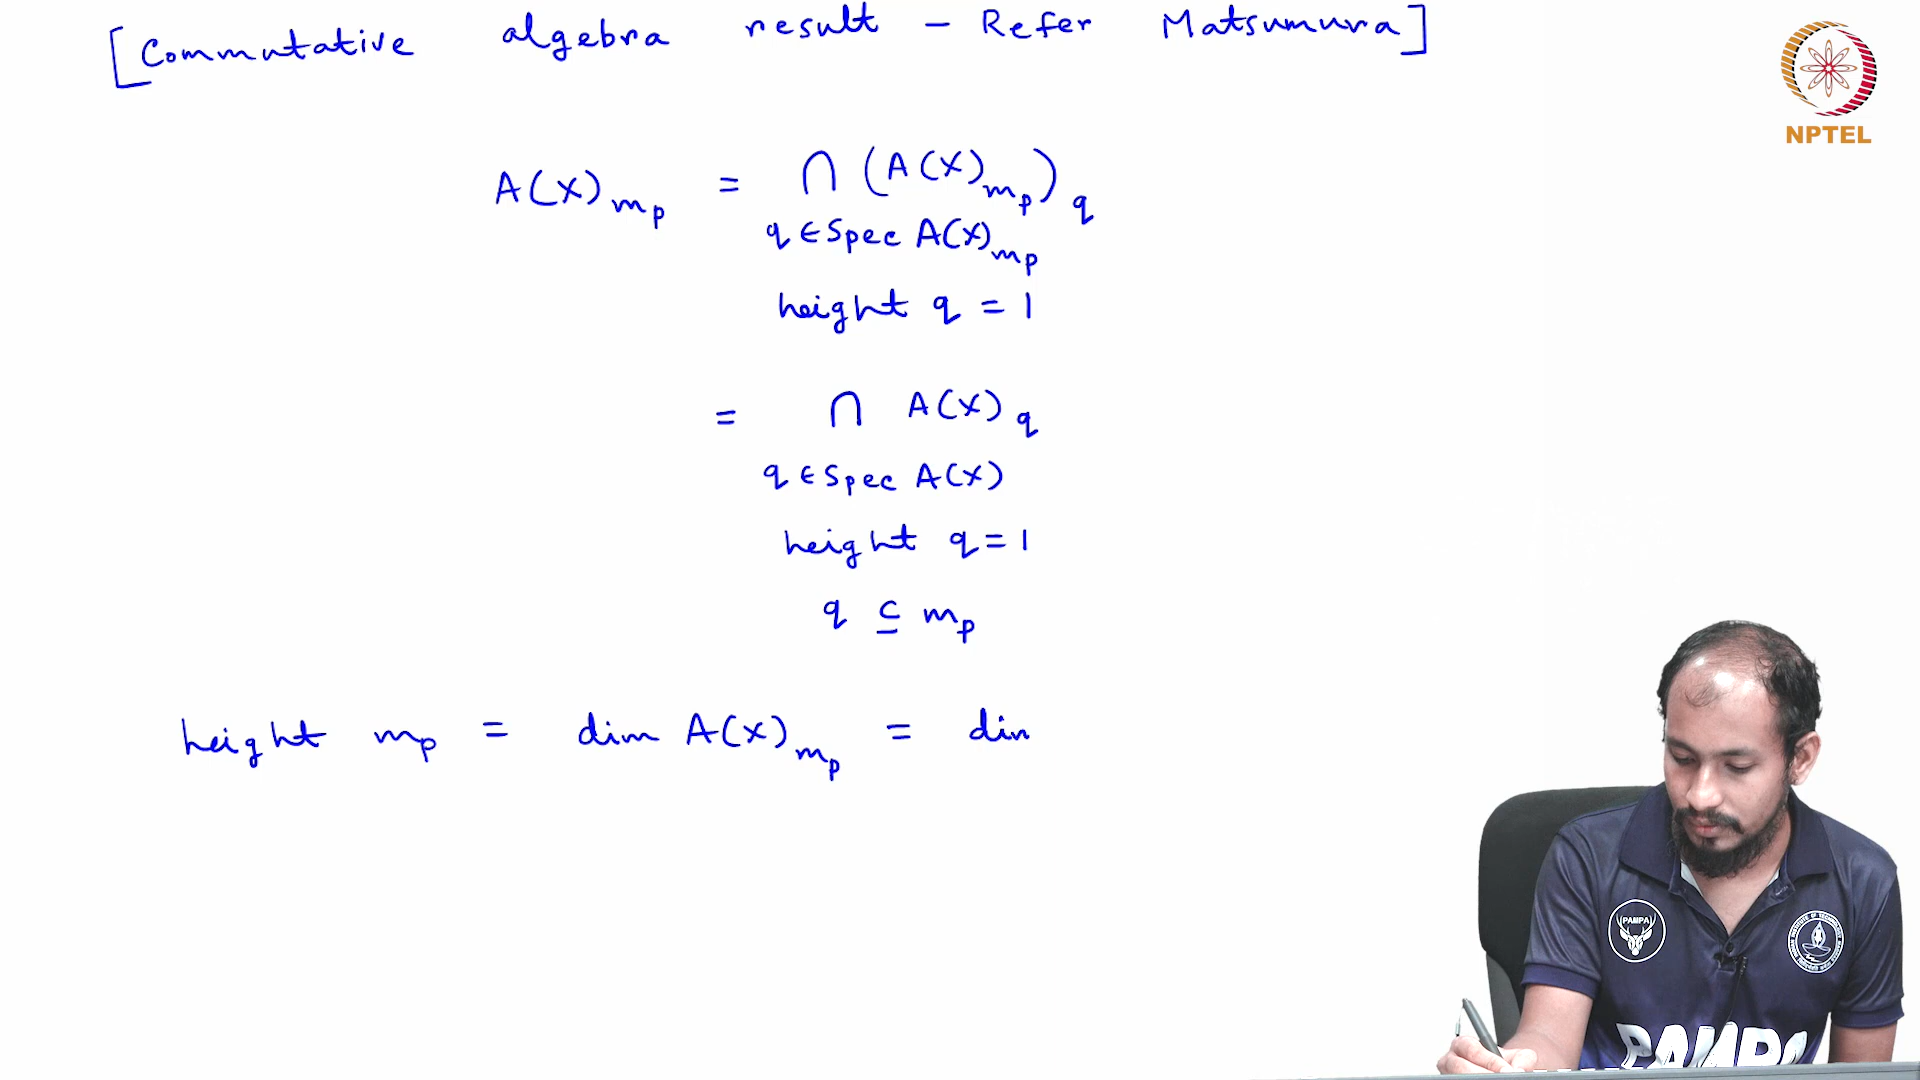 [Commutative algebra result – Refer Matsumura]
NPTEL
A(X)_{m_p} = ∩ (A(X)_{m_p})_q
q ∈ Spec A(X)_{m_p}
height q = 1
= ∩ A(X)_q
q ∈ Spec A(X)
height q = 1
q ⊆ m_p
height m_p = dim A(X)_{m_p} = dim
PAMPA
PAMPA